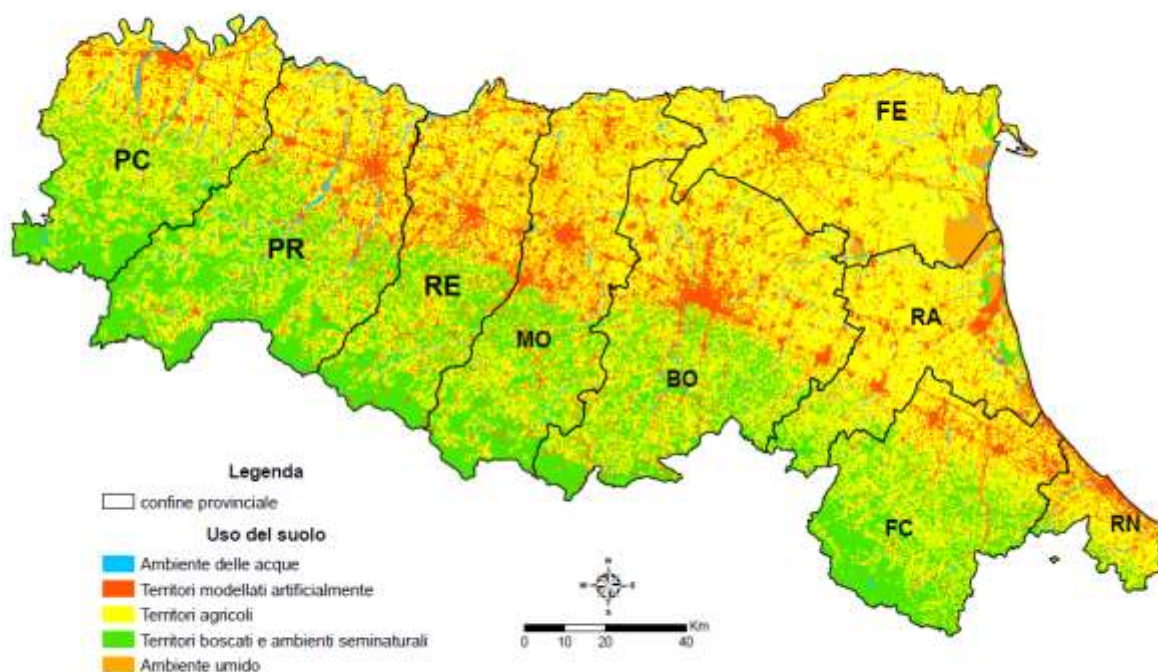 FE
PC
PR
RE
RA
MO
BO
FC
RN
Legenda
confine provinciale
Uso del suolo
Ambiente delle acque
Territori modellati artificialmente
Territori agricoli
Territori boscati e ambienti seminaturali
Ambiente umido
N
W E
S
Km
0 10 20 40